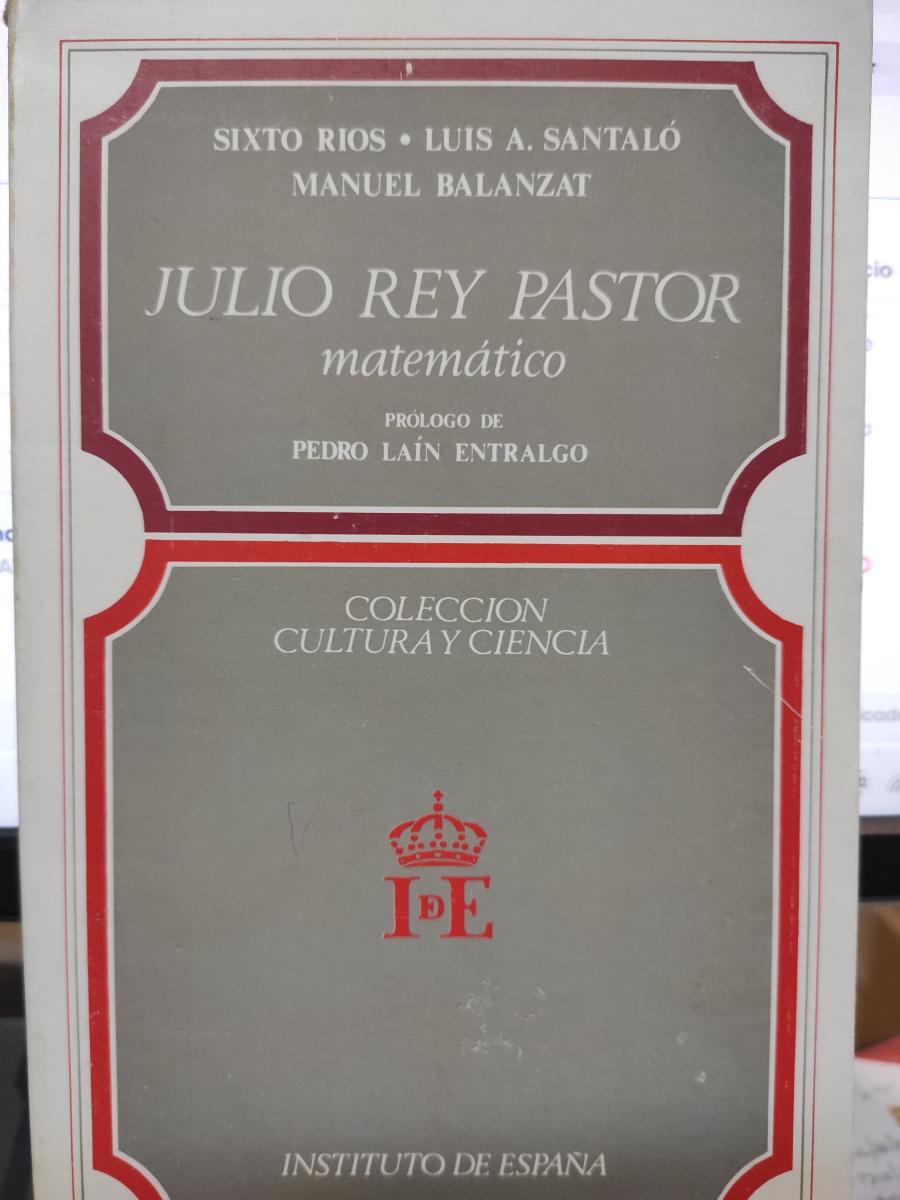 SIXTO RIOS • LUIS A. SANTALÓ
MANUEL BALANZAT
JULIO REY PASTOR
matemático
PRÓLOGO DE
PEDRO LAÍN ENTRALGO
COLECCION
CULTURA Y CIENCIA
I DE E
INSTITUTO DE ESPAÑA